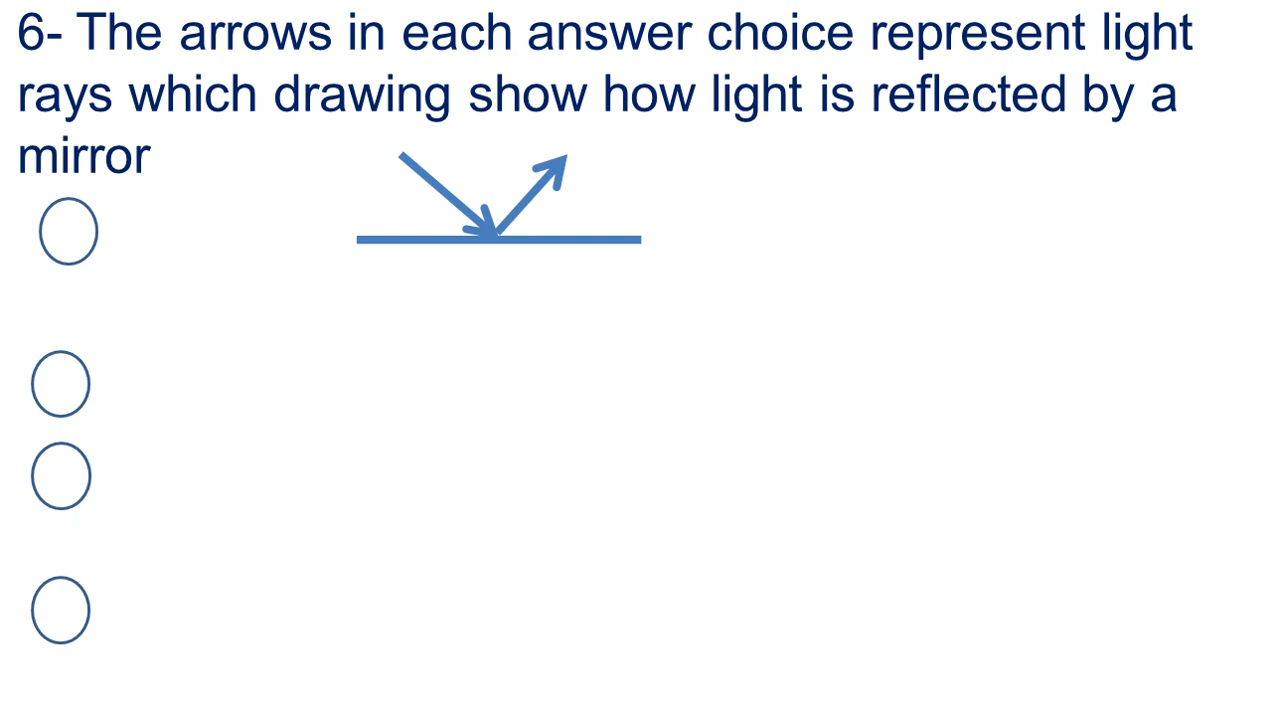 6- The arrows in each answer choice represent light
rays which drawing show how light is reflected by a
mirror